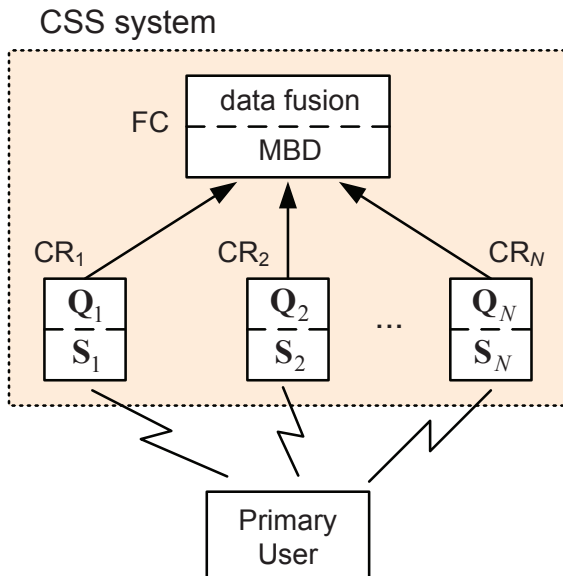 CSS system
data fusion
FC
MBD
CR1
CR2
CRN
Q1
Q2
QN
...
S1
S2
SN
Primary
User